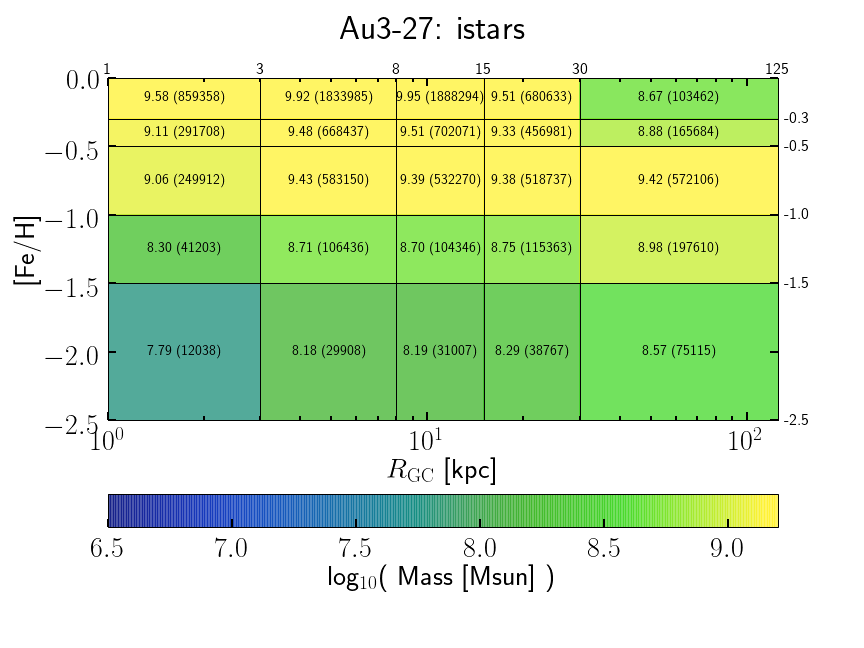 Au3-27: istars
1 3 8 15 30 125
0.0 9.58 (859358) 9.92 (1833985) 9.95 (1888294) 9.51 (680633) 8.67 (103462)
-0.3
9.11 (291708) 9.48 (668437) 9.51 (702071) 9.33 (456981) 8.88 (165684)
−0.5 -0.5
9.06 (249912) 9.43 (583150) 9.39 (532270) 9.38 (518737) 9.42 (572106)
−1.0 -1.0
[Fe/H]
8.30 (41203) 8.71 (106436) 8.70 (104346) 8.75 (115363) 8.98 (197610)
−1.5 -1.5
−2.0 7.79 (12038) 8.18 (29908) 8.19 (31007) 8.29 (38767) 8.57 (75115)
−2.5 -2.5
10⁰ 10¹ 10²
R_GC [kpc]
6.5 7.0 7.5 8.0 8.5 9.0
log₁₀( Mass [Msun] )